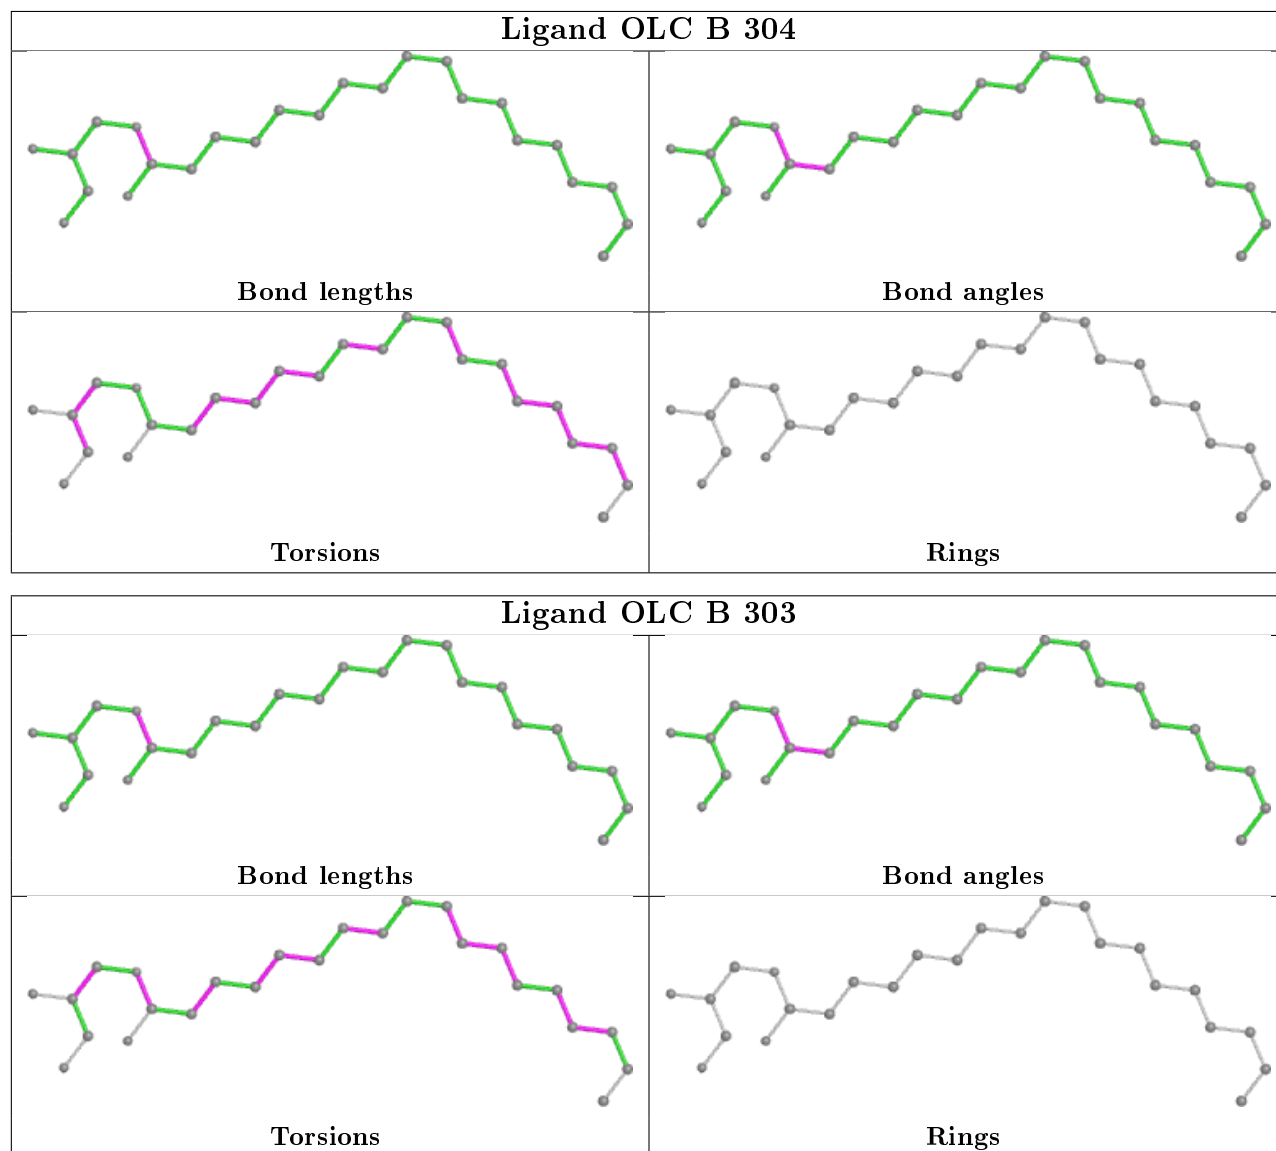 Ligand OLC B 304
Bond lengths
Bond angles
Torsions
Rings
Ligand OLC B 303
Bond lengths
Bond angles
Torsions
Rings